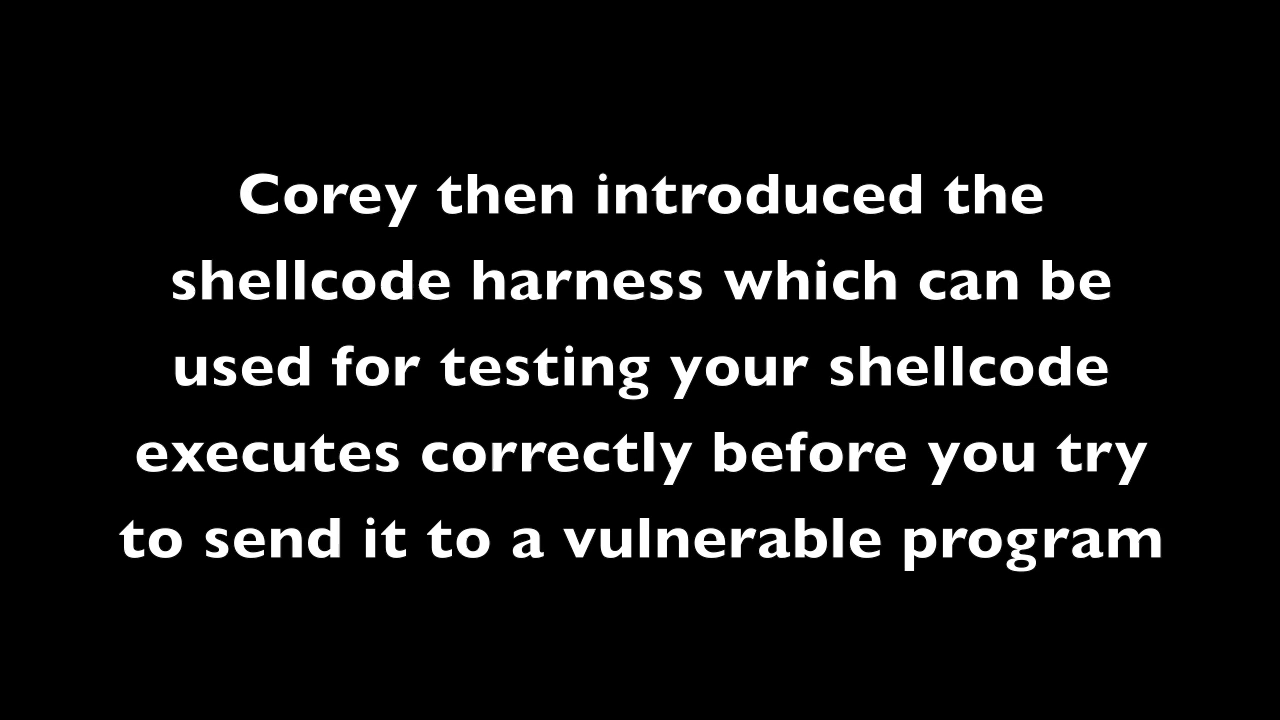 Corey then introduced the
shellcode harness which can be
used for testing your shellcode
executes correctly before you try
to send it to a vulnerable program